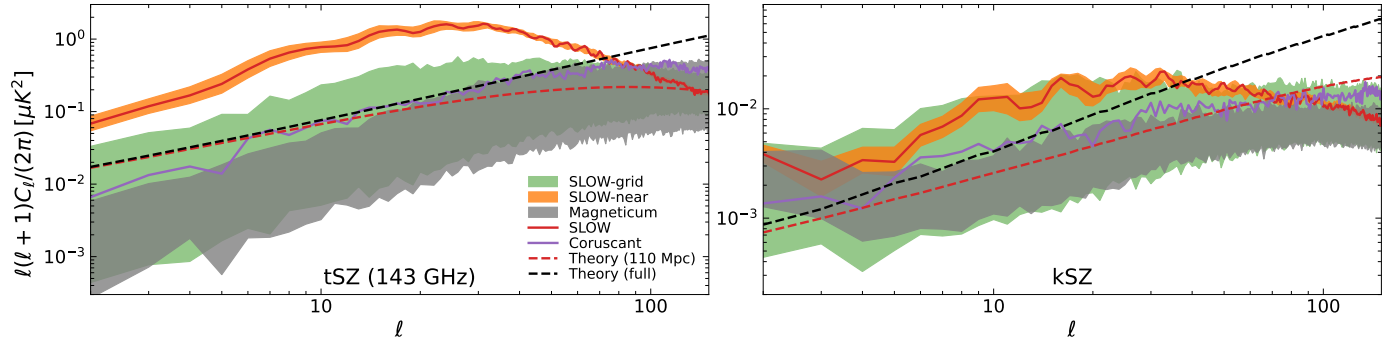 ℓ(ℓ + 1)Cℓ/(2π) [μK²]
10⁰
10⁻¹
10⁻²
10⁻³
SLOW-grid
SLOW-near
Magneticum
SLOW
Coruscant
Theory (110 Mpc)
Theory (full)
tSZ (143 GHz)
10
100
ℓ
10⁻²
10⁻³
kSZ
10
100
ℓ